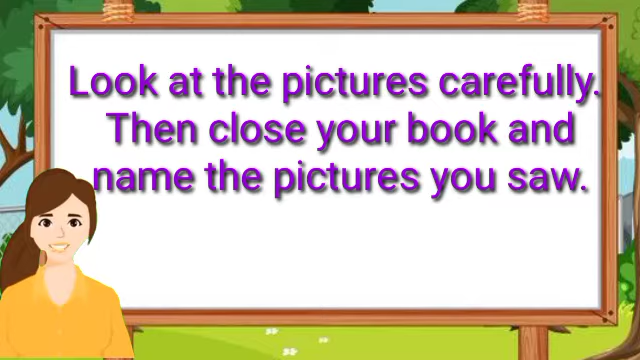 Look at the pictures carefully.
Then close your book and
name the pictures you saw.